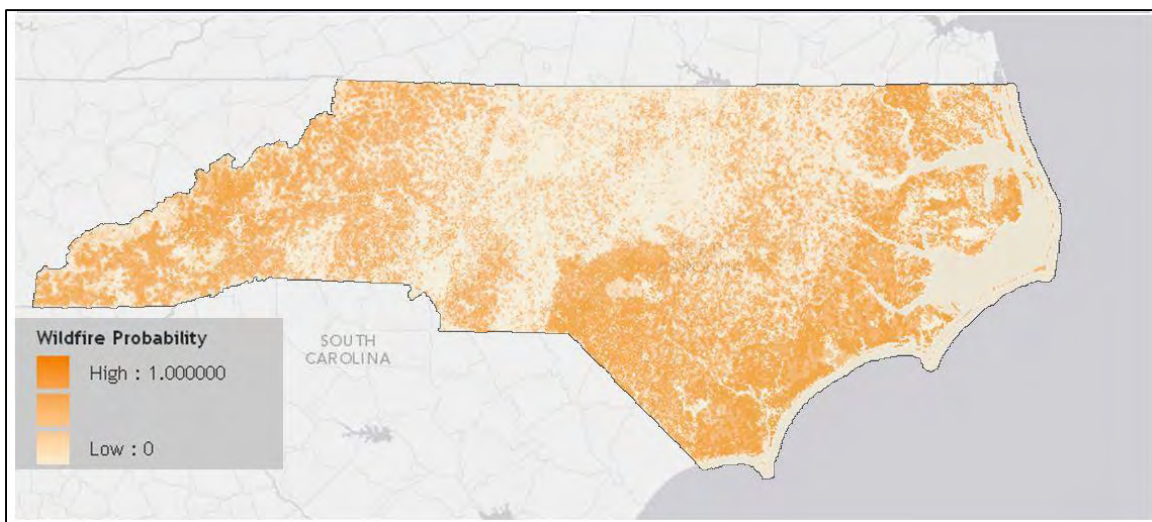 Wildfire Probability
High : 1.000000
Low : 0
SOUTH
CAROLINA